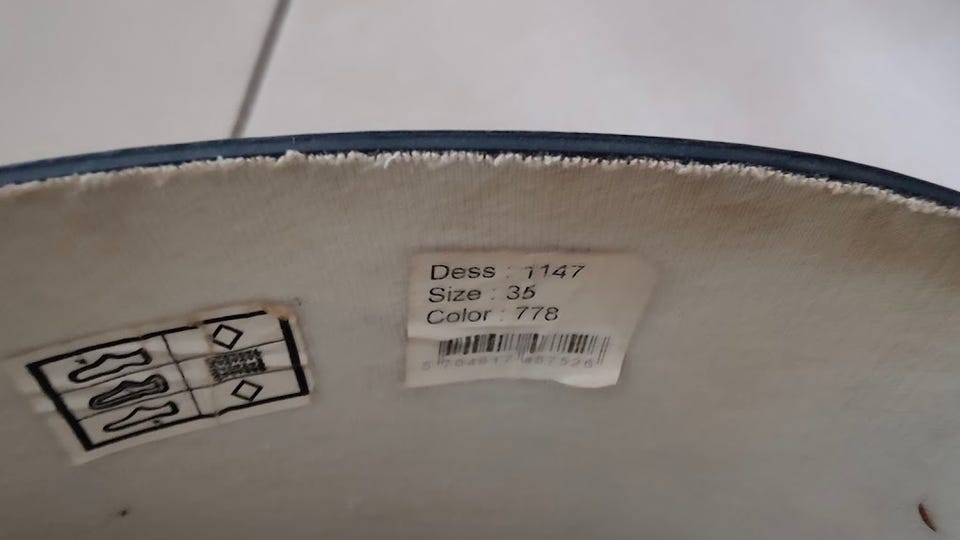 Dess : 1147
Size : 35
Color : 778